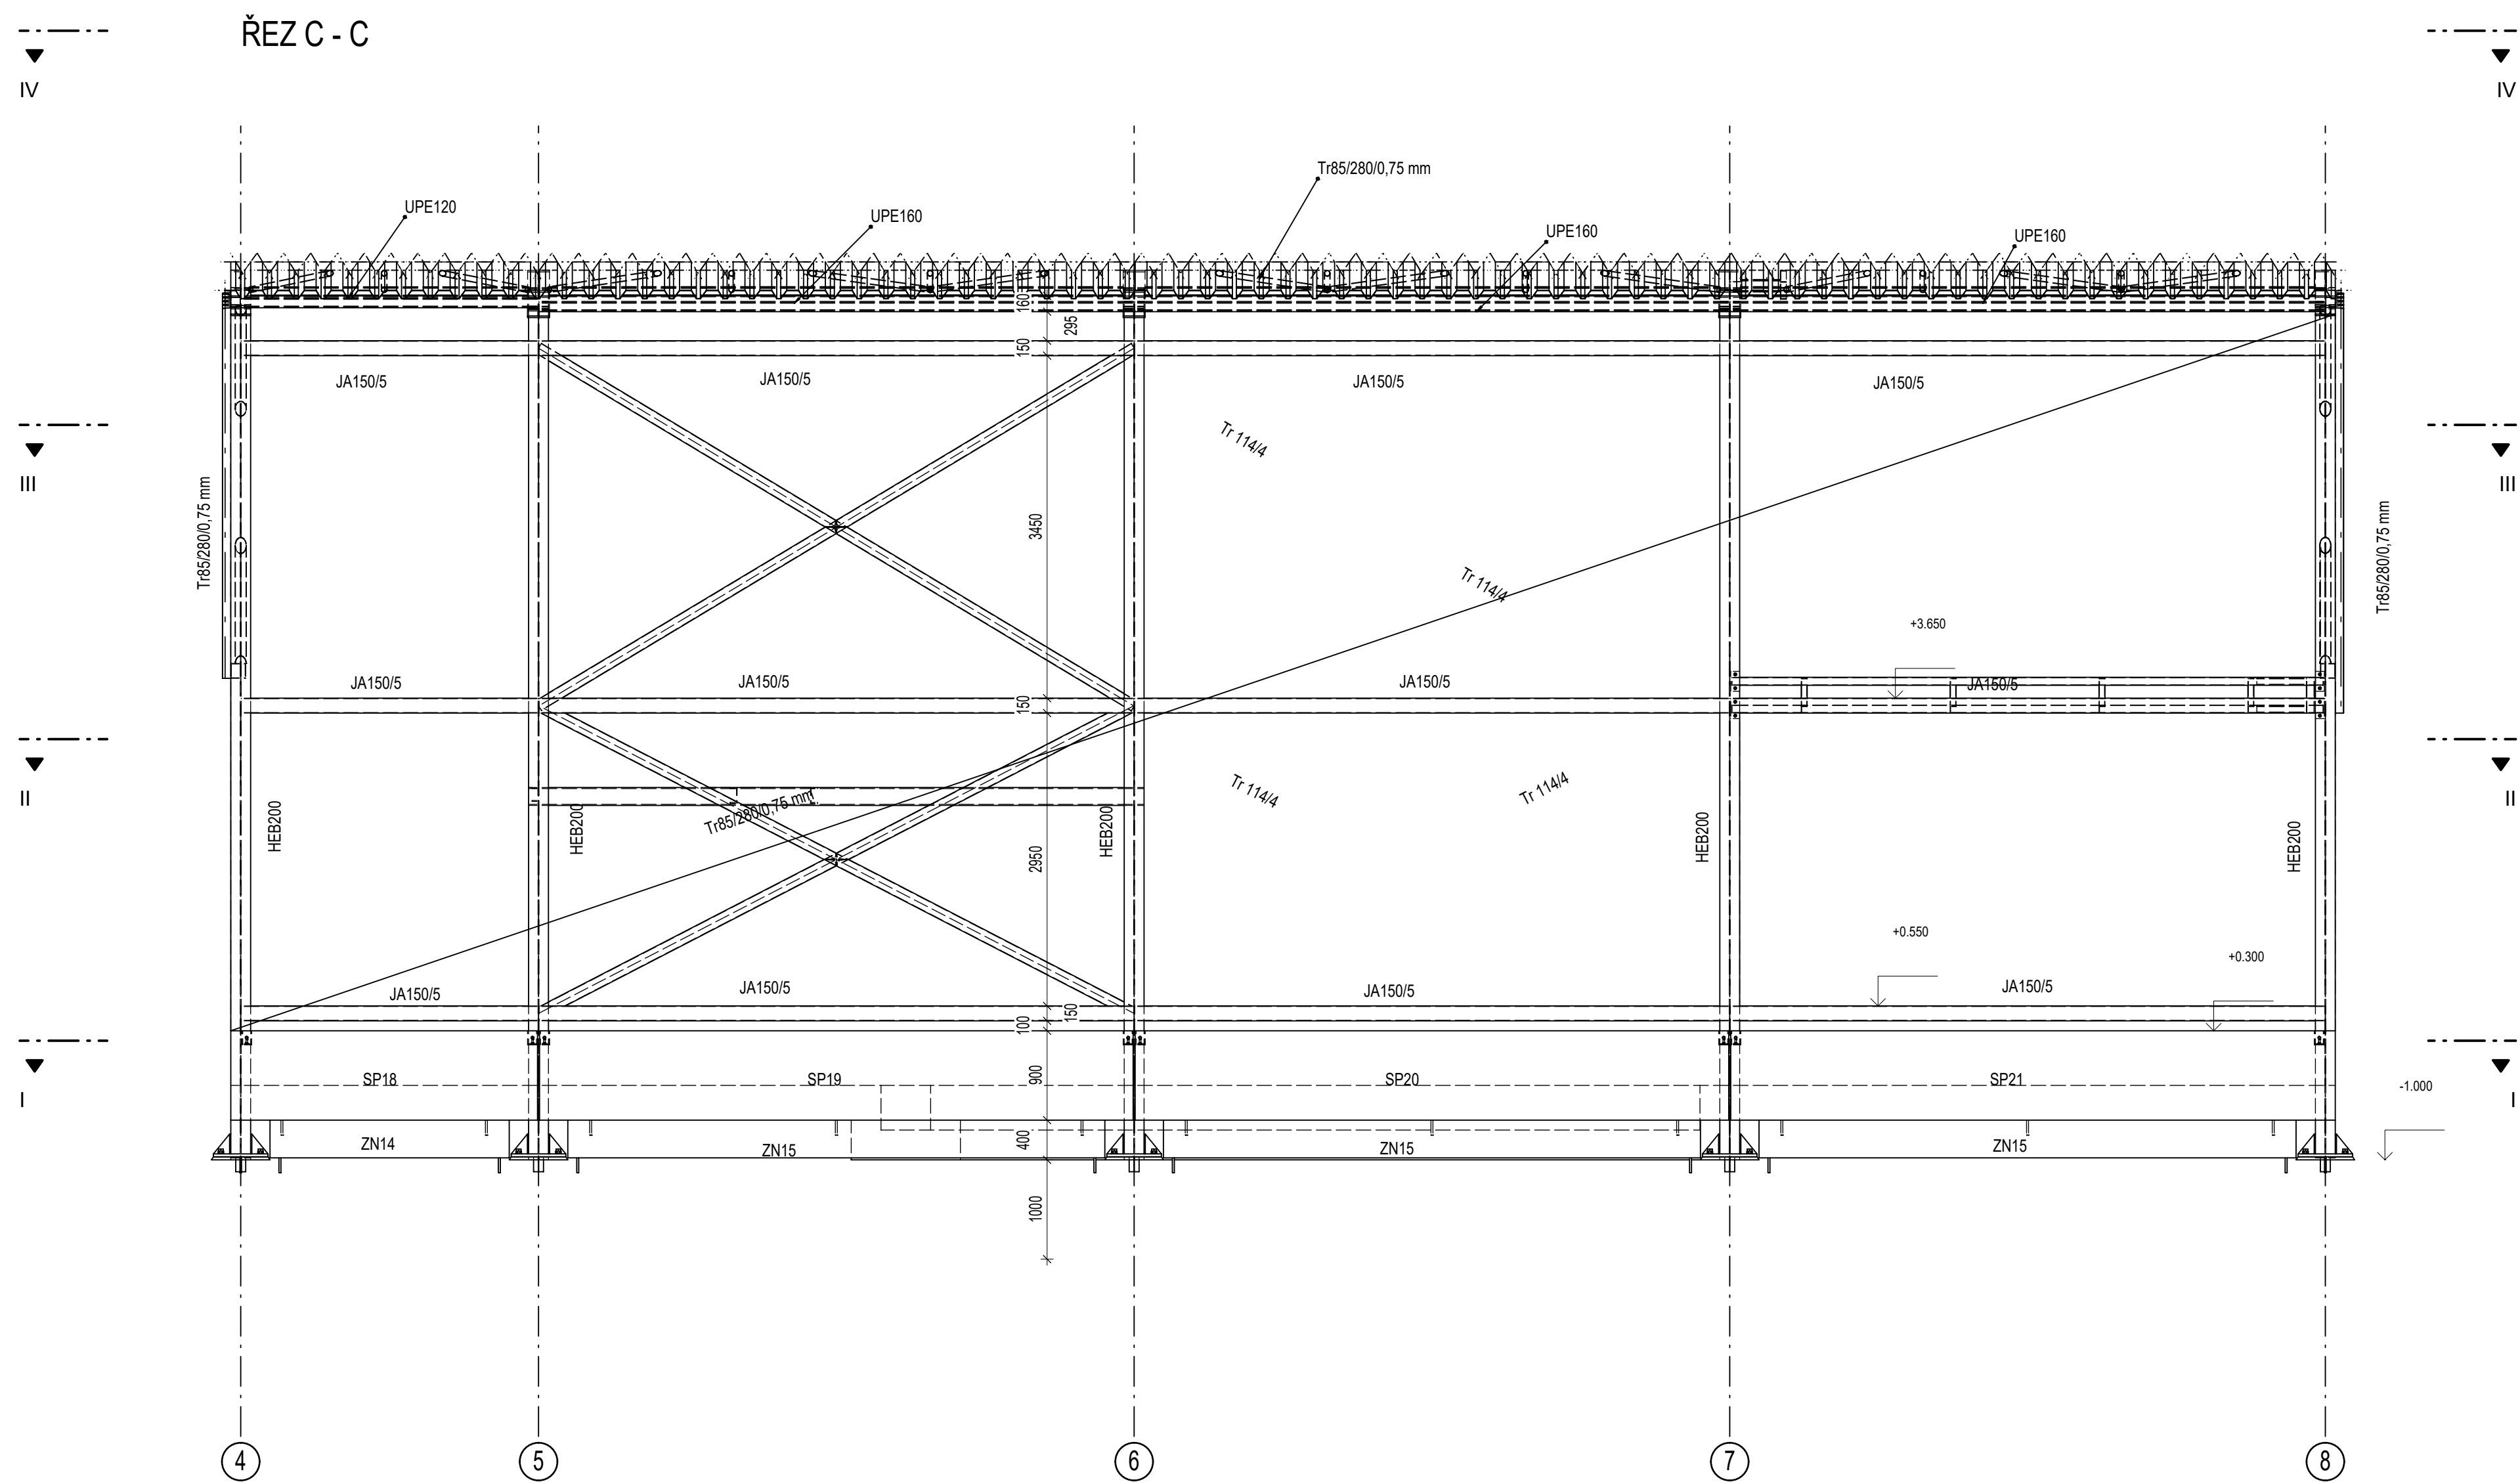 ŘEZ C - C
IV
IV
Tr85/280/0,75 mm
UPE120
UPE160
UPE160
UPE160
160
295
150
JA150/5
JA150/5
JA150/5
JA150/5
Tr 114/4
III
III
Tr85/280/0,75 mm
3450
Tr85/280/0,75 mm
Tr 114/4
+3.650
JA150/5
JA150/5
JA150/5
JA150/5
150
II
II
Tr 114/4
Tr 114/4
Tr85/280/0,75 mm
HEB200
HEB200
HEB200
HEB200
HEB200
2950
+0.550
+0.300
JA150/5
JA150/5
JA150/5
JA150/5
150
100
I
I
SP18
SP19
900
SP20
SP21
-1.000
ZN14
ZN15
400
ZN15
ZN15
1000
4
5
6
7
8